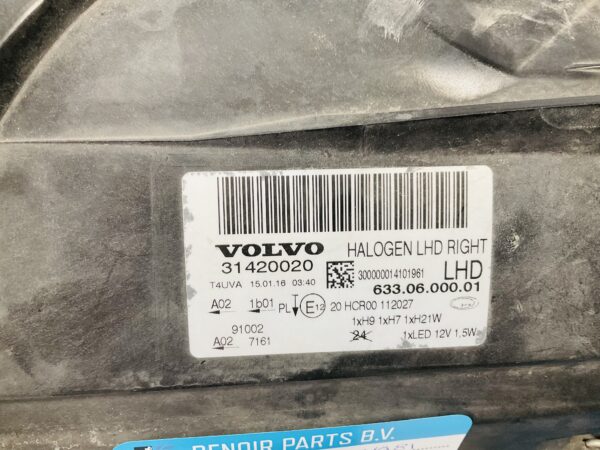 VOLVO HALOGEN LHD RIGHT
31420020 300000014101961 LHD
T4UVA 15.01.16 03:40 633.06.000.01
A02 1b01 PL E12 20 HCR00 112027
1xH9 1xH7 1xH21W
91002 24 1xLED 12V 1,5W
A02 7161
RENOIR PARTS B.V.